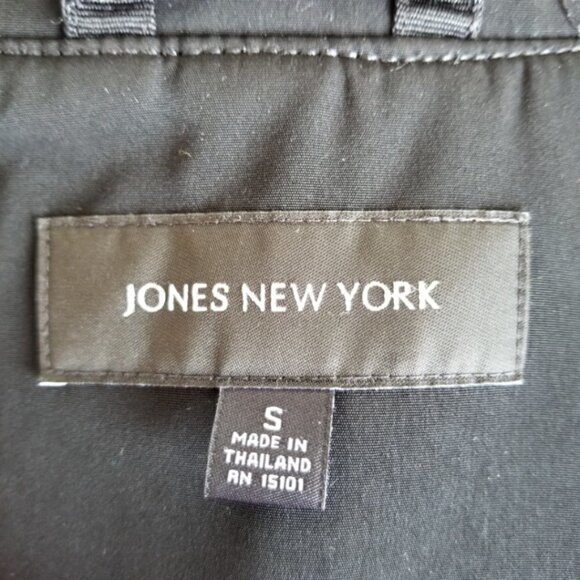 JONES NEW YORK
S
MADE IN
THAILAND
RN 15101